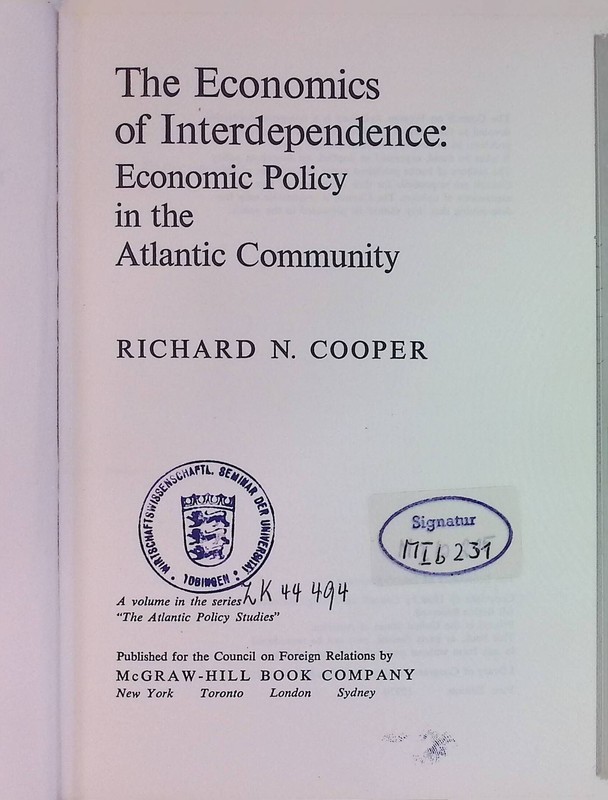 The Economics
of Interdependence:
Economic Policy
in the
Atlantic Community
RICHARD N. COOPER
WIRTSCHAFTSWISSENSCHAFTL. SEMINAR DER UNIVERSITÄT
TÜBINGEN
Signatur
MIb 231
ZK 44 494
A volume in the series
"The Atlantic Policy Studies"
Published for the Council on Foreign Relations by
McGRAW-HILL BOOK COMPANY
New York Toronto London Sydney